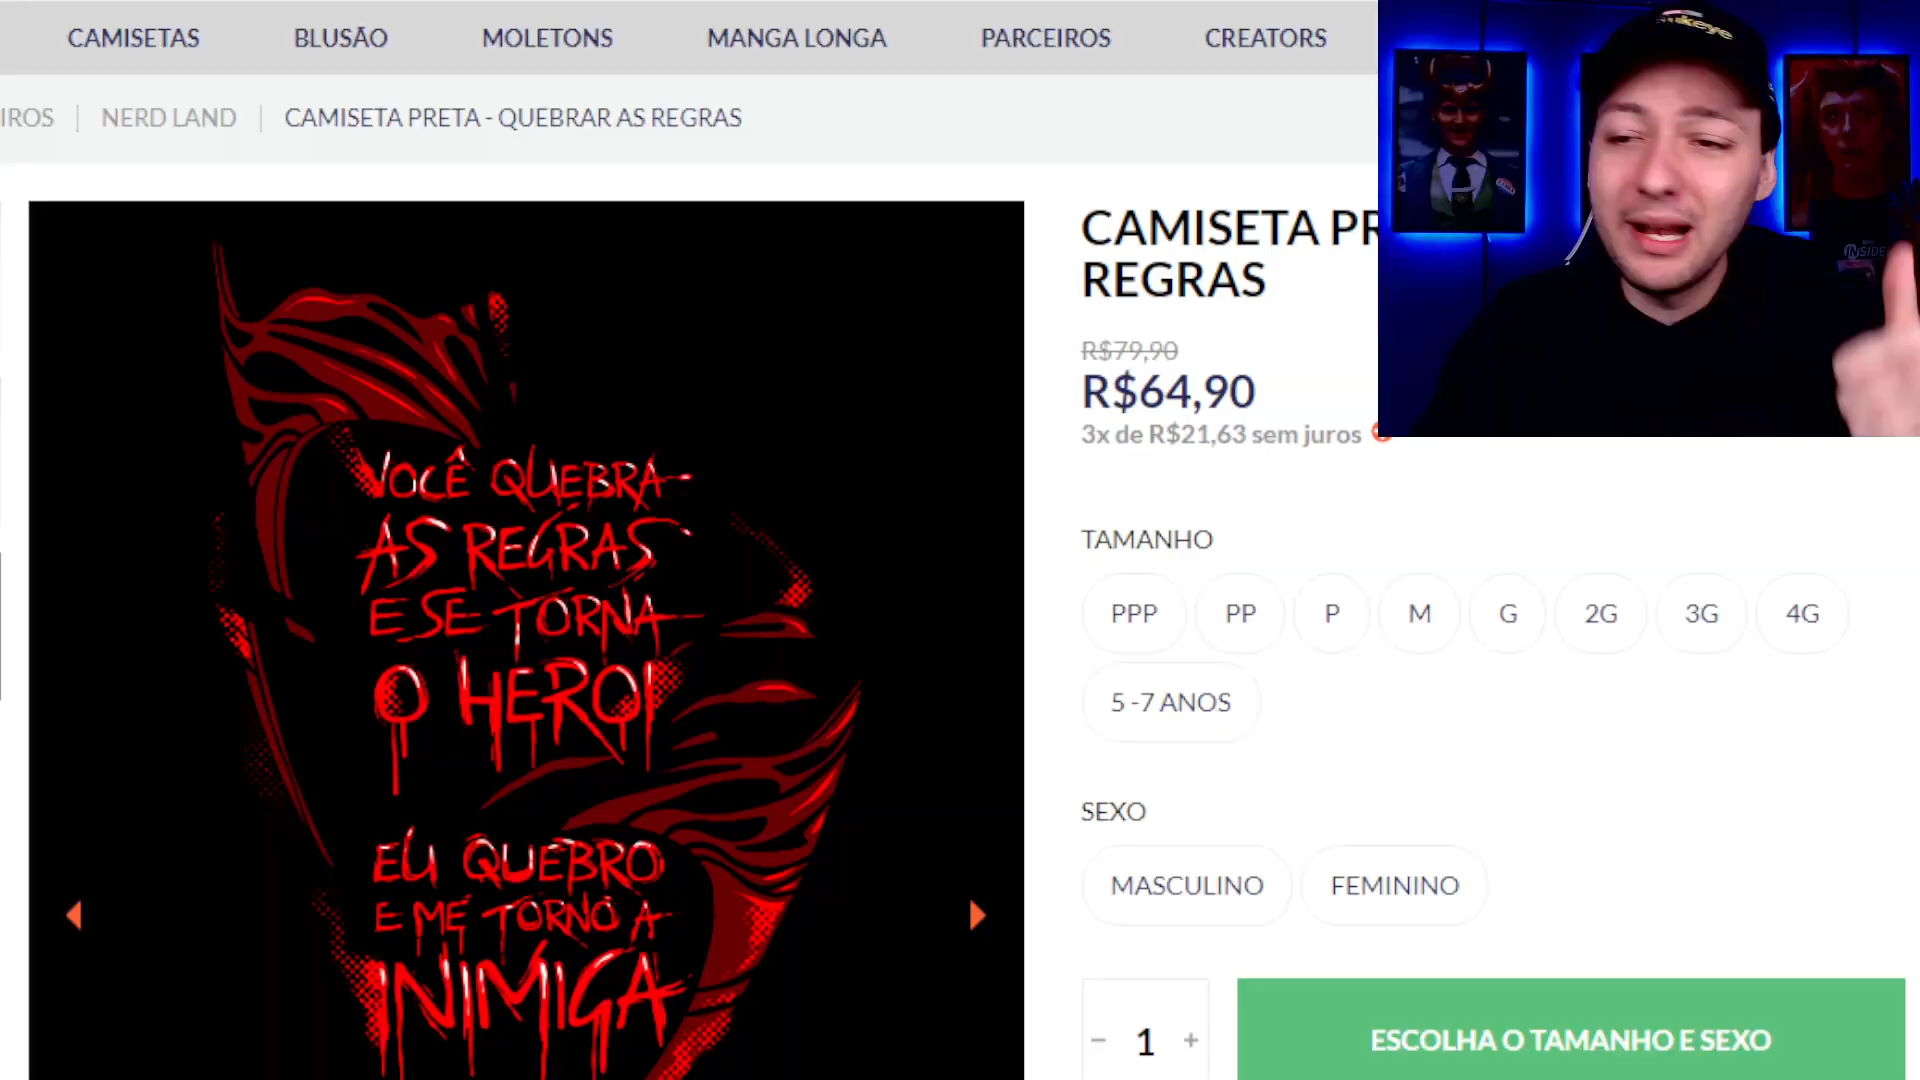 CAMISETAS BLUSÃO MOLETONS MANGA LONGA PARCEIROS CREATORS
IROS | NERD LAND | CAMISETA PRETA - QUEBRAR AS REGRAS
CAMISETA PR
REGRAS
R$79,90
R$64,90
3x de R$21,63 sem juros
VOCÊ QUEBRA
AS REGRAS
E SE TORNA
O HEROI
EU QUEBRO
E ME TORNO A
INIMIGA
TAMANHO
PPP PP P M G 2G 3G 4G
5 -7 ANOS
SEXO
MASCULINO FEMININO
− 1 +
ESCOLHA O TAMANHO E SEXO
INSIDE